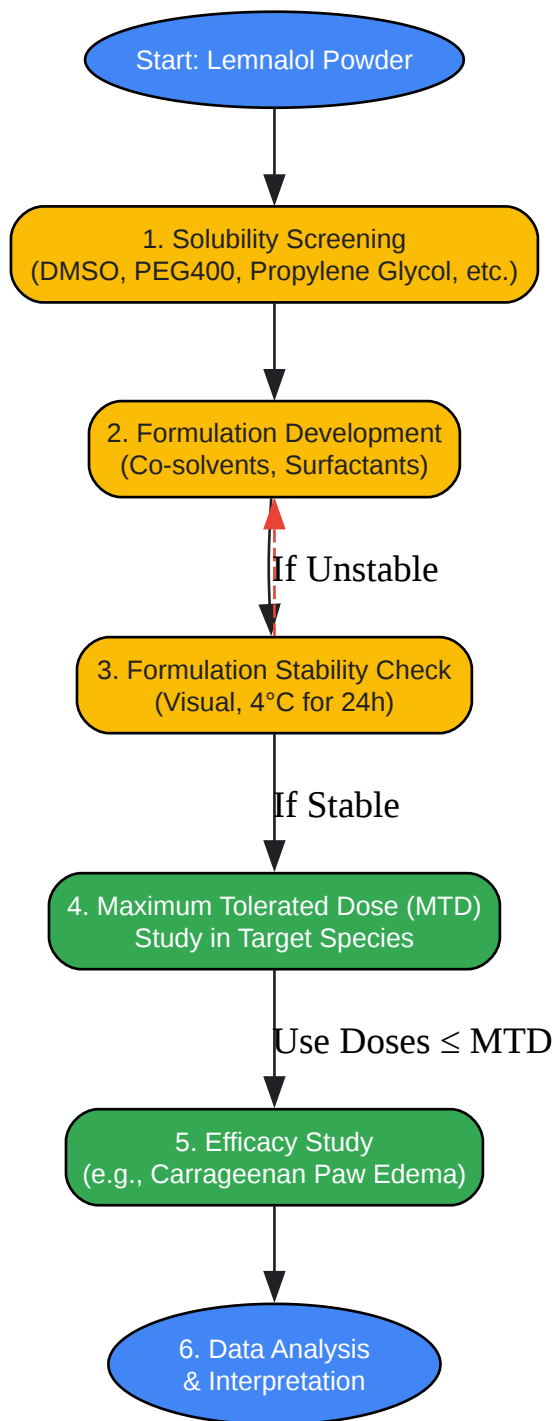 Start: Lemnalol Powder
1. Solubility Screening
(DMSO, PEG400, Propylene Glycol, etc.)
2. Formulation Development
(Co-solvents, Surfactants)
If Unstable
3. Formulation Stability Check
(Visual, 4°C for 24h)
If Stable
4. Maximum Tolerated Dose (MTD)
Study in Target Species
Use Doses ≤ MTD
5. Efficacy Study
(e.g., Carrageenan Paw Edema)
6. Data Analysis
& Interpretation